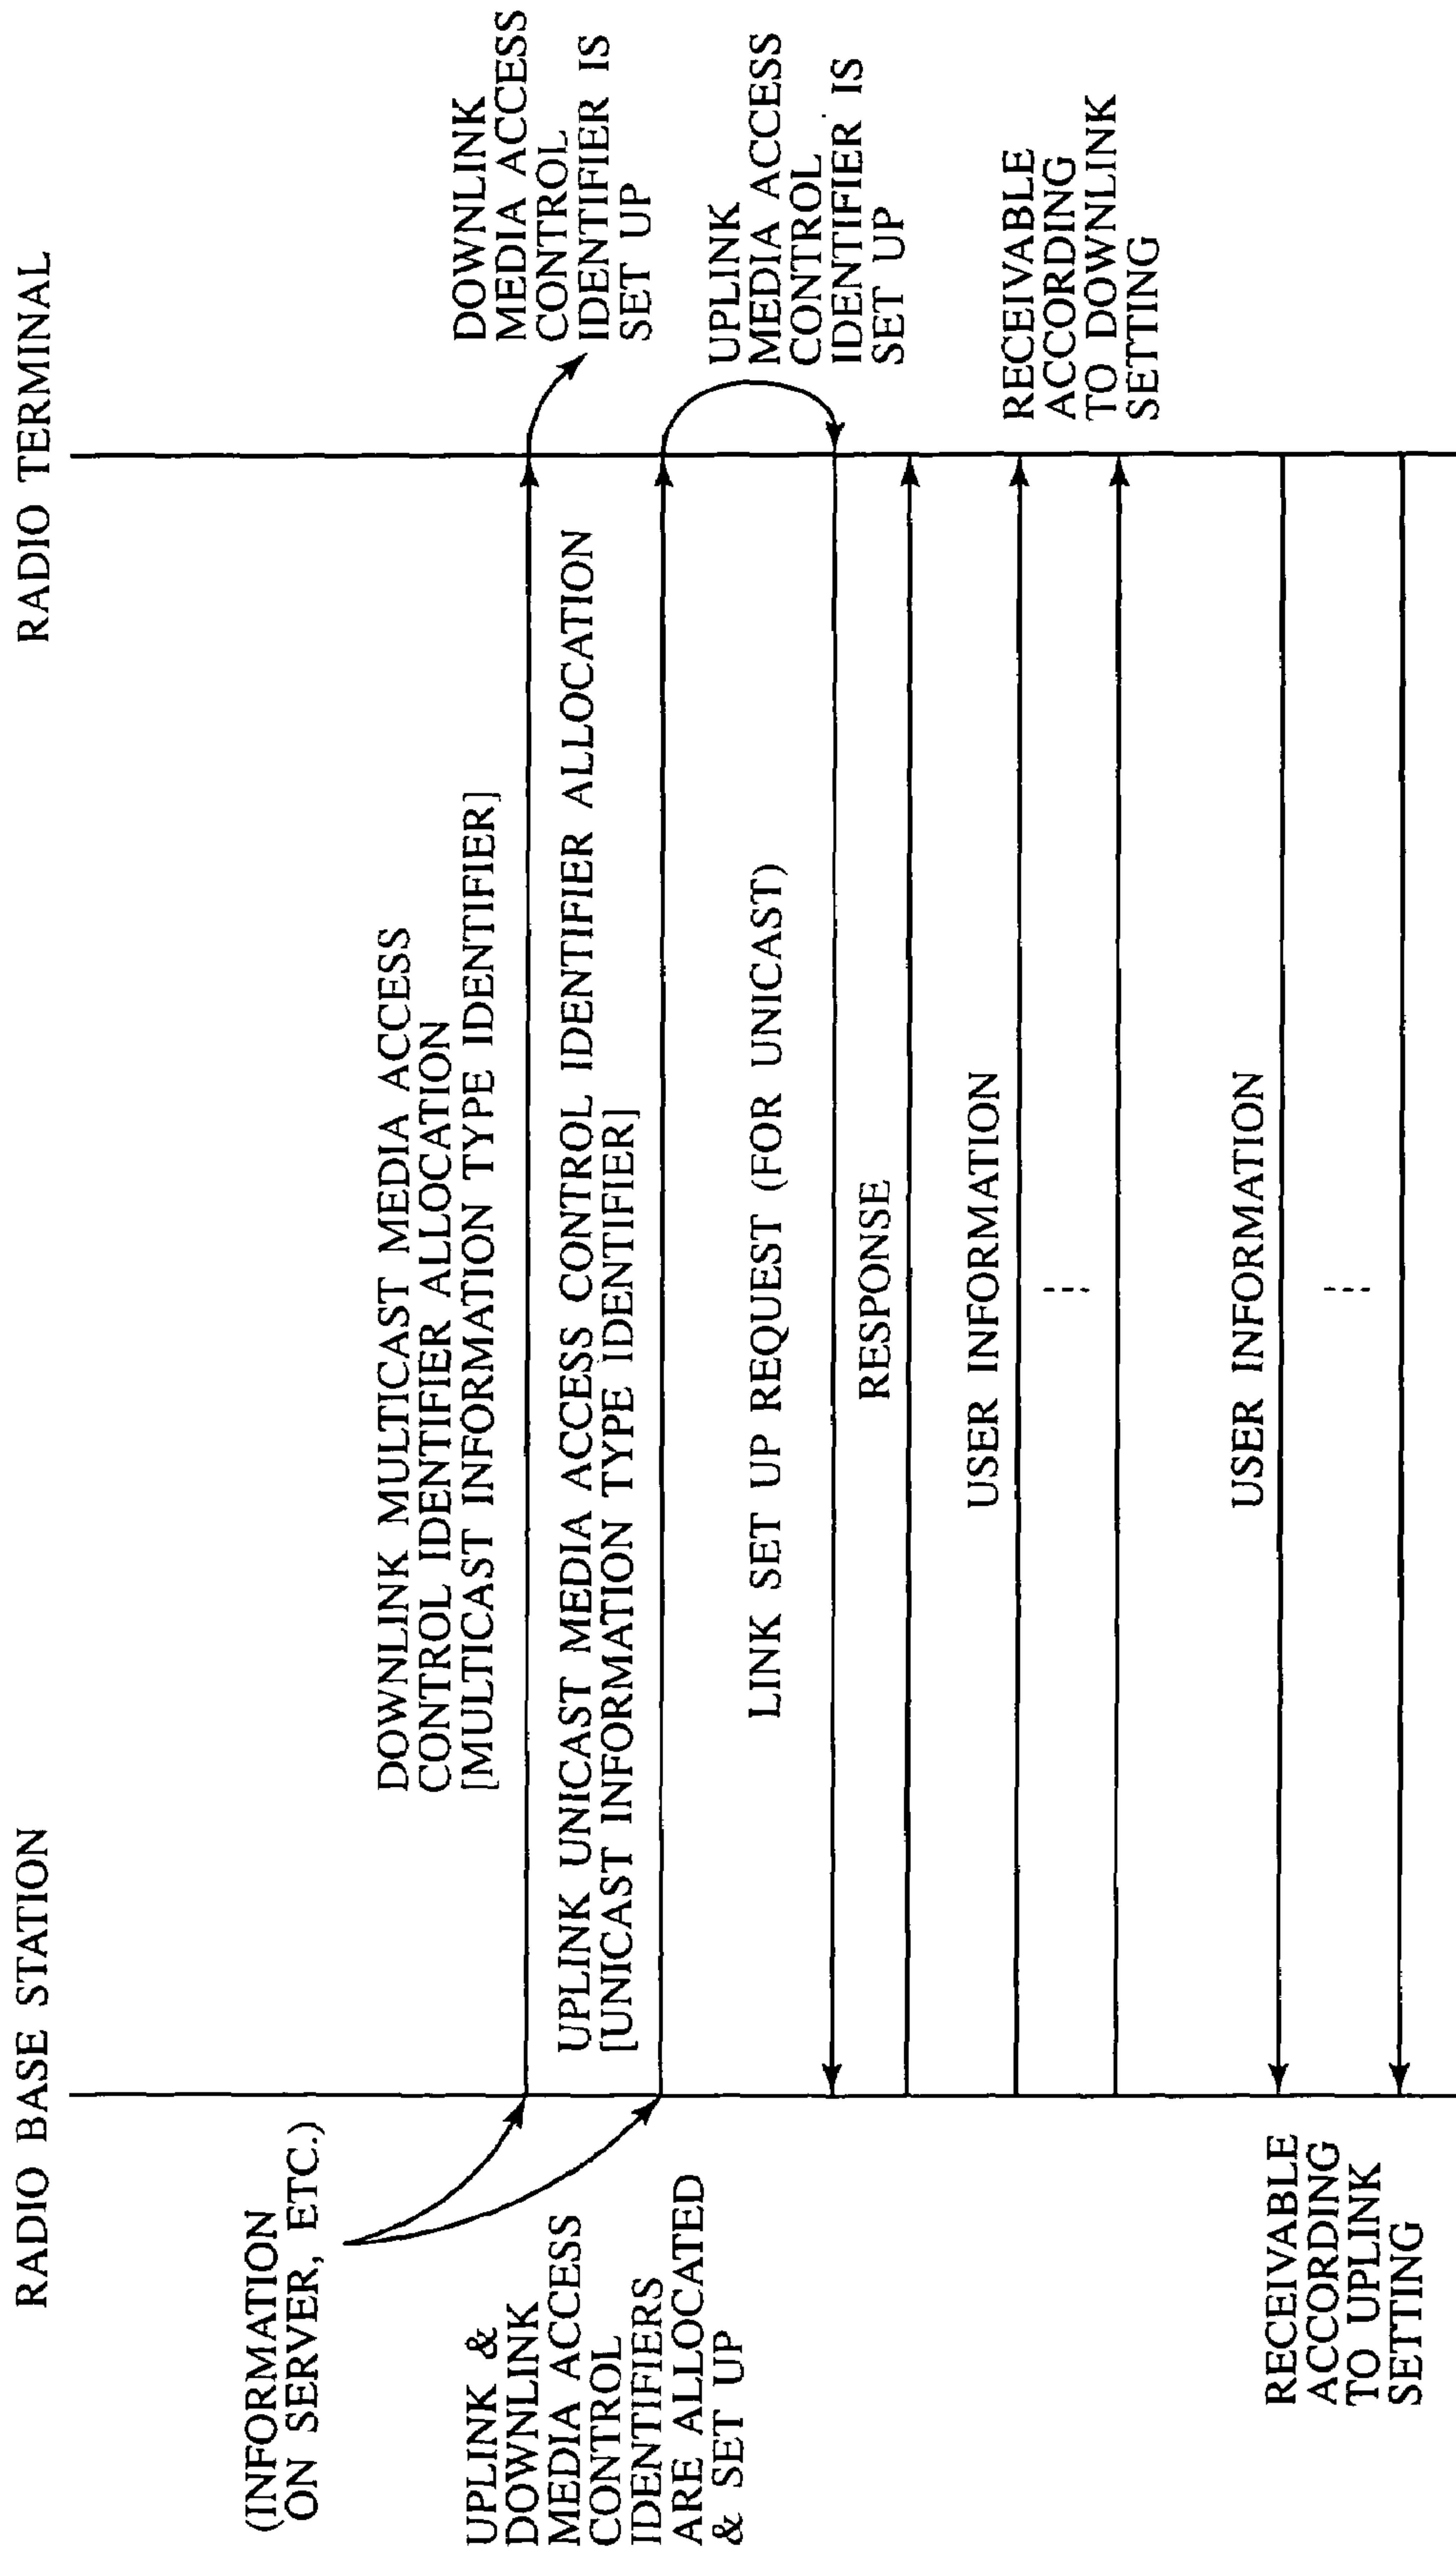 RADIO BASE STATION
RADIO TERMINAL
(INFORMATION
ON SERVER, ETC.)
UPLINK &
DOWNLINK
MEDIA ACCESS
CONTROL
IDENTIFIERS
ARE ALLOCATED
& SET UP
DOWNLINK MULTICAST MEDIA ACCESS
CONTROL IDENTIFIER ALLOCATION
[MULTICAST INFORMATION TYPE IDENTIFIER]
DOWNLINK
MEDIA ACCESS
CONTROL
IDENTIFIER IS
SET UP
UPLINK UNICAST MEDIA ACCESS CONTROL IDENTIFIER ALLOCATION
[UNICAST INFORMATION TYPE IDENTIFIER]
UPLINK
MEDIA ACCESS
CONTROL
IDENTIFIER IS
SET UP
LINK SET UP REQUEST (FOR UNICAST)
RESPONSE
USER INFORMATION
RECEIVABLE
ACCORDING
TO DOWNLINK
SETTING
USER INFORMATION
RECEIVABLE
ACCORDING
TO UPLINK
SETTING